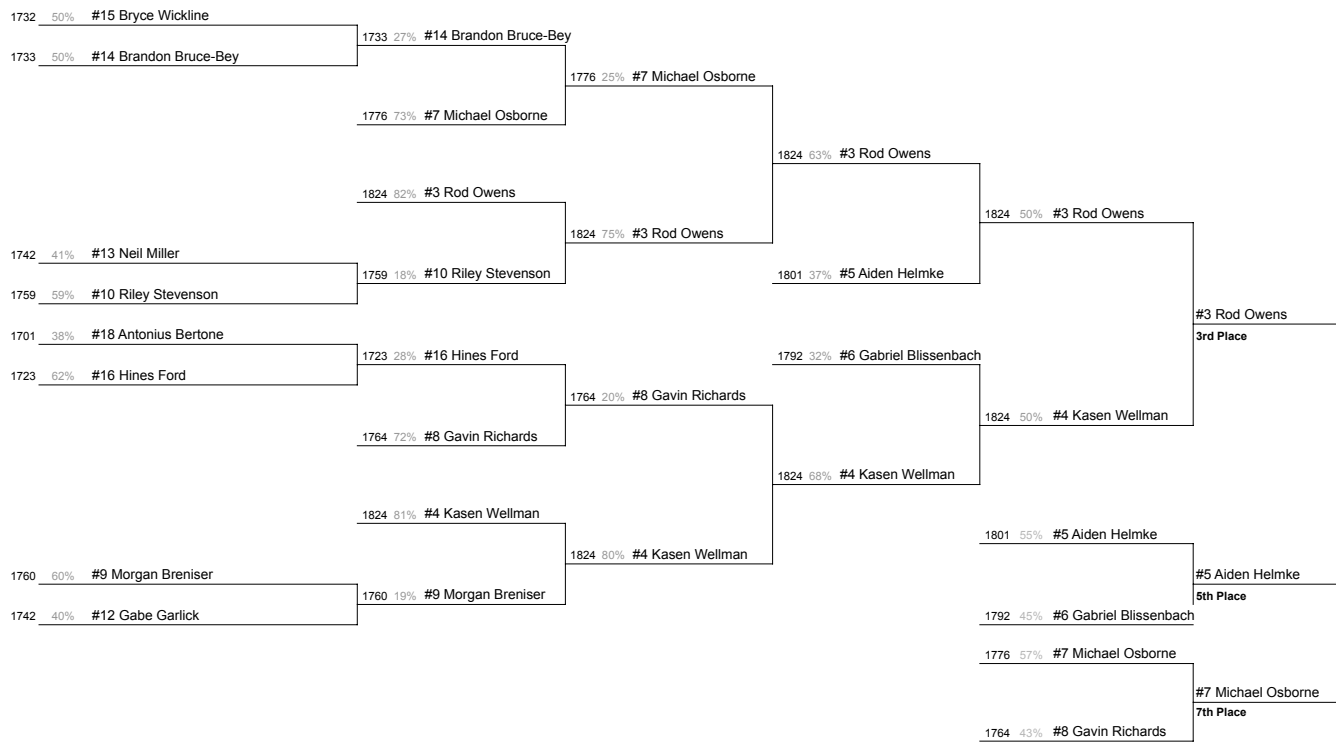 1732 50% #15 Bryce Wickline
1733 50% #14 Brandon Bruce-Bey
1733 27% #14 Brandon Bruce-Bey
1776 73% #7 Michael Osborne
1776 25% #7 Michael Osborne
1824 63% #3 Rod Owens
1824 82% #3 Rod Owens
1824 75% #3 Rod Owens
1824 50% #3 Rod Owens
1742 41% #13 Neil Miller
1759 18% #10 Riley Stevenson
1801 37% #5 Aiden Helmke
1759 59% #10 Riley Stevenson
#3 Rod Owens
3rd Place
1701 38% #18 Antonius Bertone
1723 28% #16 Hines Ford
1792 32% #6 Gabriel Blissenbach
1723 62% #16 Hines Ford
1764 20% #8 Gavin Richards
1824 50% #4 Kasen Wellman
1764 72% #8 Gavin Richards
1824 68% #4 Kasen Wellman
1824 81% #4 Kasen Wellman
1801 55% #5 Aiden Helmke
1824 80% #4 Kasen Wellman
1760 60% #9 Morgan Breniser
#5 Aiden Helmke
5th Place
1760 19% #9 Morgan Breniser
1742 40% #12 Gabe Garlick
1792 45% #6 Gabriel Blissenbach
1776 57% #7 Michael Osborne
#7 Michael Osborne
7th Place
1764 43% #8 Gavin Richards